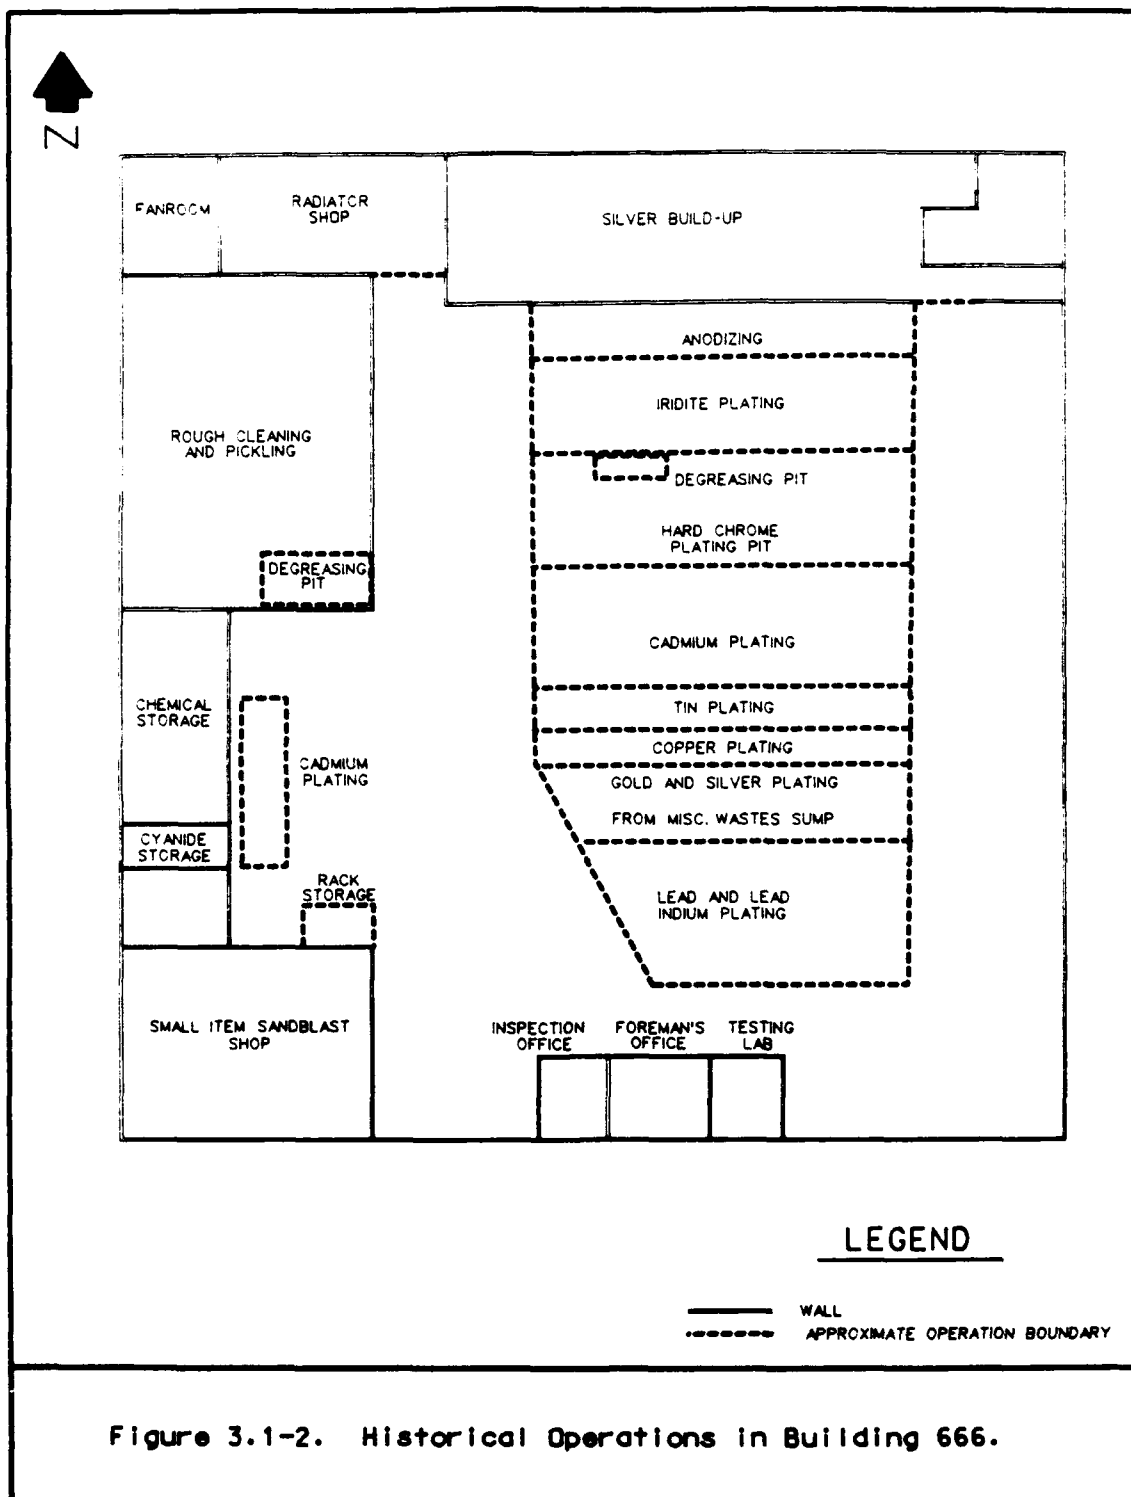 N
FANROOM
RADIATOR
SHOP
SILVER BUILD-UP
ANODIZING
IRIDITE PLATING
ROUGH CLEANING
AND PICKLING
DEGREASING PIT
HARD CHROME
PLATING PIT
DEGREASING
PIT
CADMIUM PLATING
CHEMICAL
STORAGE
TIN PLATING
COPPER PLATING
CADMIUM
PLATING
GOLD AND SILVER PLATING
FROM MISC. WASTES SUMP
CYANIDE
STORAGE
RACK
STORAGE
LEAD AND LEAD
INDIUM PLATING
SMALL ITEM SANDBLAST
SHOP
INSPECTION
OFFICE
FOREMAN'S
OFFICE
TESTING
LAB
LEGEND
WALL
APPROXIMATE OPERATION BOUNDARY
Figure 3.1-2. Historical Operations in Building 666.